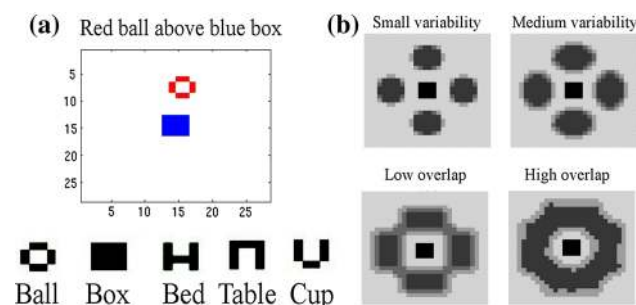 (a) Red ball above blue box
5
10
15
20
25
5 10 15 20 25
Ball Box Bed Table Cup
(b) Small variability Medium variability
Low overlap High overlap